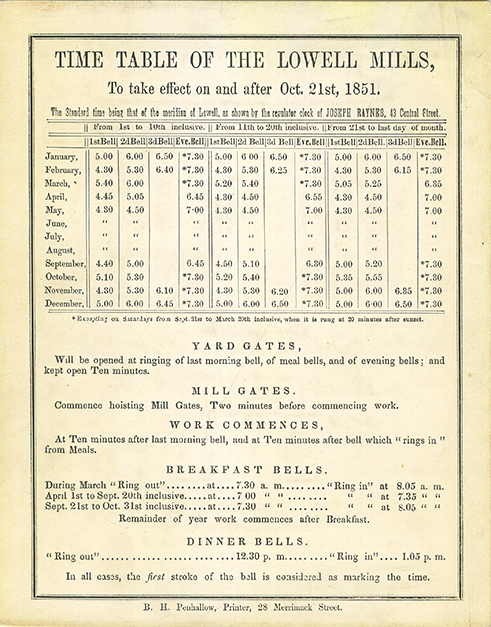 TIME TABLE OF THE LOWELL MILLS,
To take effect on and after Oct. 21st, 1851.
The Standard time being that of the meridian of Lowell, as shown by the regulator clock of JOSEPH RAYNES, 43 Central Street.
From 1st to 10th inclusive. From 11th to 20th inclusive. From 21st to last day of month.
1stBell 2dBell 3dBell Eve.Bell. 1stBell 2d Bell 3d Bell Eve.Bell. 1stBell 2dBell 3dBell Eve.Bell.
January, 5.00 6.00 6.50 *7.30 5.00 6 00 6.50 *7.30 5.00 6.00 6.50 *7.30
February, 4.30 5.30 6.40 *7.30 4.30 5.30 6.25 *7.30 4.30 5.30 6.15 *7.30
March, 5.40 6.00 *7.30 5.20 5.40 *7.30 5.05 5.25 6.35
April, 4.45 5.05 6.45 4.30 4.50 6.55 4.30 4.50 7.00
May, 4.30 4.50 7·00 4.30 4.50 7.00 4.30 4.50 7.00
June, " " " " " " " " "
July, " " " " " " " " "
August, " " " " " " " " "
September, 4.40 5.00 6.45 4.50 5.10 6.30 5.00 5.20 *7.30
October, 5.10 5.30 *7.30 5.20 5.40 *7.30 5.35 5.55 *7.30
November, 4.30 5.30 6.10 *7.30 4.30 5.30 6.20 *7.30 5.00 6.00 6.35 *7.30
December, 5.00 6.00 6.45 *7.30 5.00 6.00 6.50 *7.30 5.00 6.00 6.50 *7.30
* Excepting on Saturdays from Sept. 21st to March 20th inclusive, when it is rung at 20 minutes after sunset.
YARD GATES,
Will be opened at ringing of last morning bell, of meal bells, and of evening bells; and
kept open Ten minutes.
MILL GATES.
Commence hoisting Mill Gates, Two minutes before commencing work.
WORK COMMENCES,
At Ten minutes after last morning bell, and at Ten minutes after bell which "rings in"
from Meals.
BREAKFAST BELLS.
During March "Ring out"........at....7.30 a. m.........."Ring in" at 8.05 a. m.
April 1st to Sept. 20th inclusive.....at....7 00 " "......... " " at 7.35 " "
Sept. 21st to Oct. 31st inclusive.....at....7.30 " "......... " " at 8.05 " "
Remainder of year work commences after Breakfast.
DINNER BELLS.
"Ring out".................... ........12.30 p. m........."Ring in".... 1.05 p. m.
In all cases, the first stroke of the bell is considered as marking the time.
B. H. Penhallow, Printer, 28 Merrimack Street.